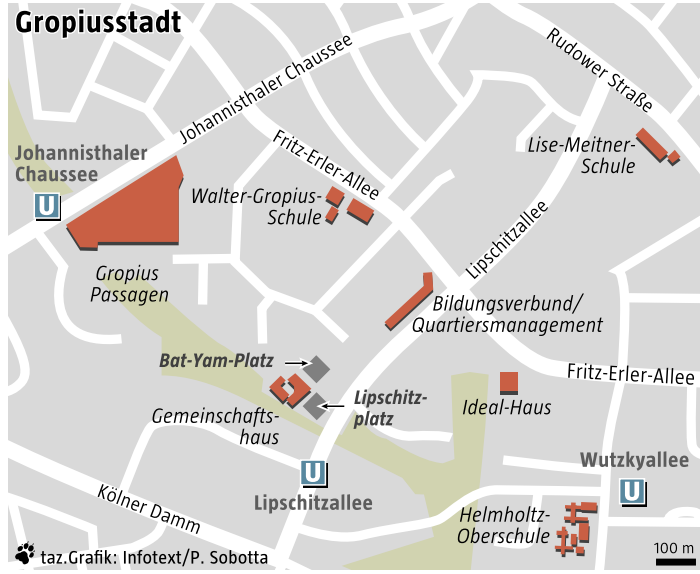 Gropiusstadt
Johannisthaler Chaussee
Rudower Straße
Johannisthaler
Chaussee
U
Fritz-Erler-Allee
Lise-Meitner-
Schule
Walter-Gropius-
Schule
Lipschitzallee
Gropius
Passagen
Bildungsverbund/
Quartiersmanagement
Bat-Yam-Platz
Fritz-Erler-Allee
Lipschitz-
platz
Ideal-Haus
Gemeinschafts-
haus
Wutzkyallee
U
U
Lipschitzallee
Kölner Damm
Helmholtz-
Oberschule
taz.Grafik: Infotext/P. Sobotta
100 m